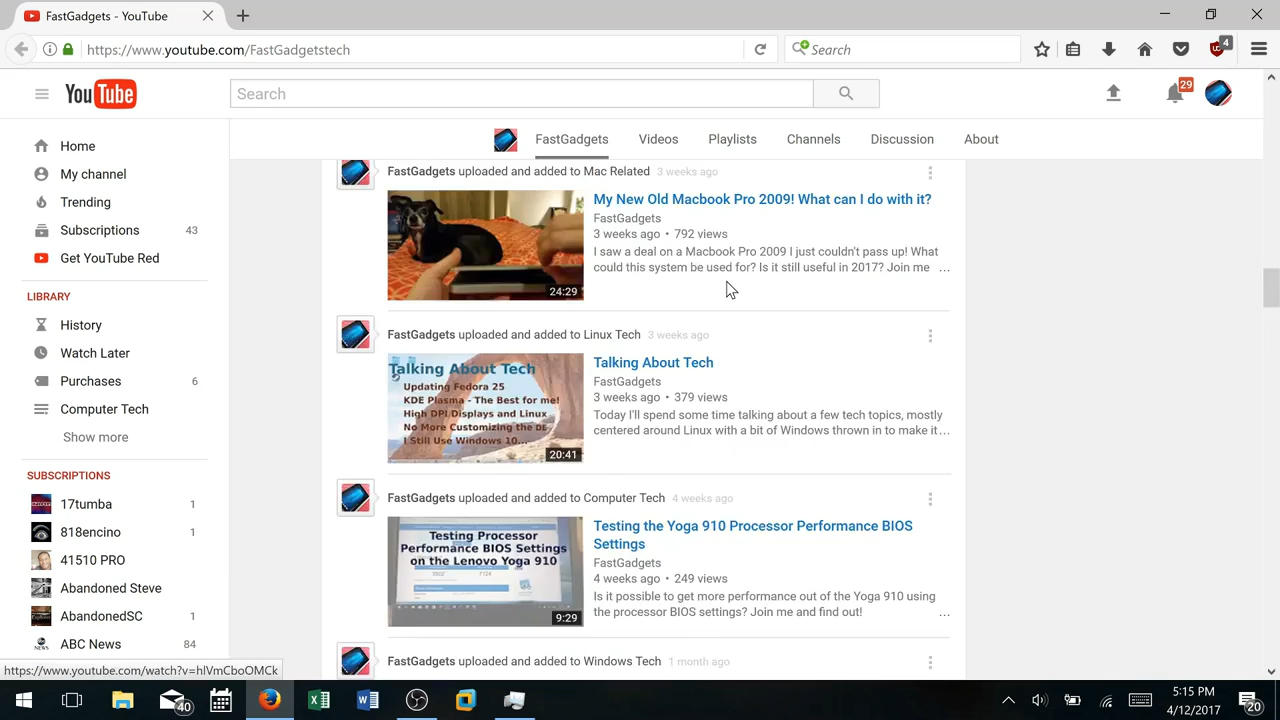 FastGadgets - YouTube
https://www.youtube.com/FastGadgetstech
Search
4
YouTube
Search
29
FastGadgets Videos Playlists Channels Discussion About
Home
My channel
Trending
Subscriptions 43
Get YouTube Red
LIBRARY
History
Watch Later
Purchases 6
Computer Tech
Show more
SUBSCRIPTIONS
17tumba 1
818encino 1
41510 PRO
Abandoned Steve
AbandonedSC 1
ABC News 84
FastGadgets uploaded and added to Mac Related 3 weeks ago
24:29
My New Old Macbook Pro 2009! What can I do with it?
FastGadgets
3 weeks ago • 792 views
I saw a deal on a Macbook Pro 2009 I just couldn't pass up! What
could this system be used for? Is it still useful in 2017? Join me ...
FastGadgets uploaded and added to Linux Tech 3 weeks ago
Talking About Tech
Updating Fedora 25
KDE Plasma - The Best for me!
High DPI Displays and Linux
No More Customizing the DE
I Still Use Windows 10...
20:41
Talking About Tech
FastGadgets
3 weeks ago • 379 views
Today I'll spend some time talking about a few tech topics, mostly
centered around Linux with a bit of Windows thrown in to make it...
FastGadgets uploaded and added to Computer Tech 4 weeks ago
Testing Processor
Performance BIOS Settings
on the Lenovo Yoga 910
9:29
Testing the Yoga 910 Processor Performance BIOS
Settings
FastGadgets
4 weeks ago • 249 views
Is it possible to get more performance out of the Yoga 910 using
the processor BIOS settings? Join me and find out! ...
FastGadgets uploaded and added to Windows Tech 1 month ago
https://www.youtube.com/watch?v=hlVmCboOMCk
40
5:15 PM
4/12/2017
20